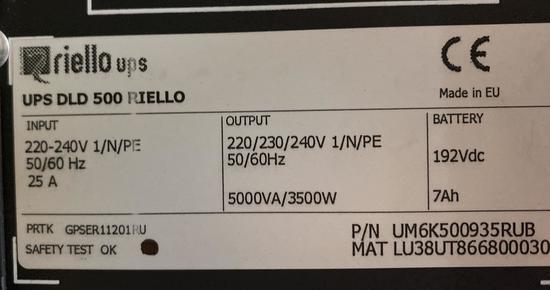 riello ups
UPS DLD 500 RIELLO
Made in EU
INPUT
220-240V 1/N/PE
50/60 Hz
25 A
OUTPUT
220/230/240V 1/N/PE
50/60Hz
5000VA/3500W
BATTERY
192Vdc
7Ah
PRTK GPSER11201RU
SAFETY TEST OK
P/N UM6K500935RUB
MAT LU38UT866800030